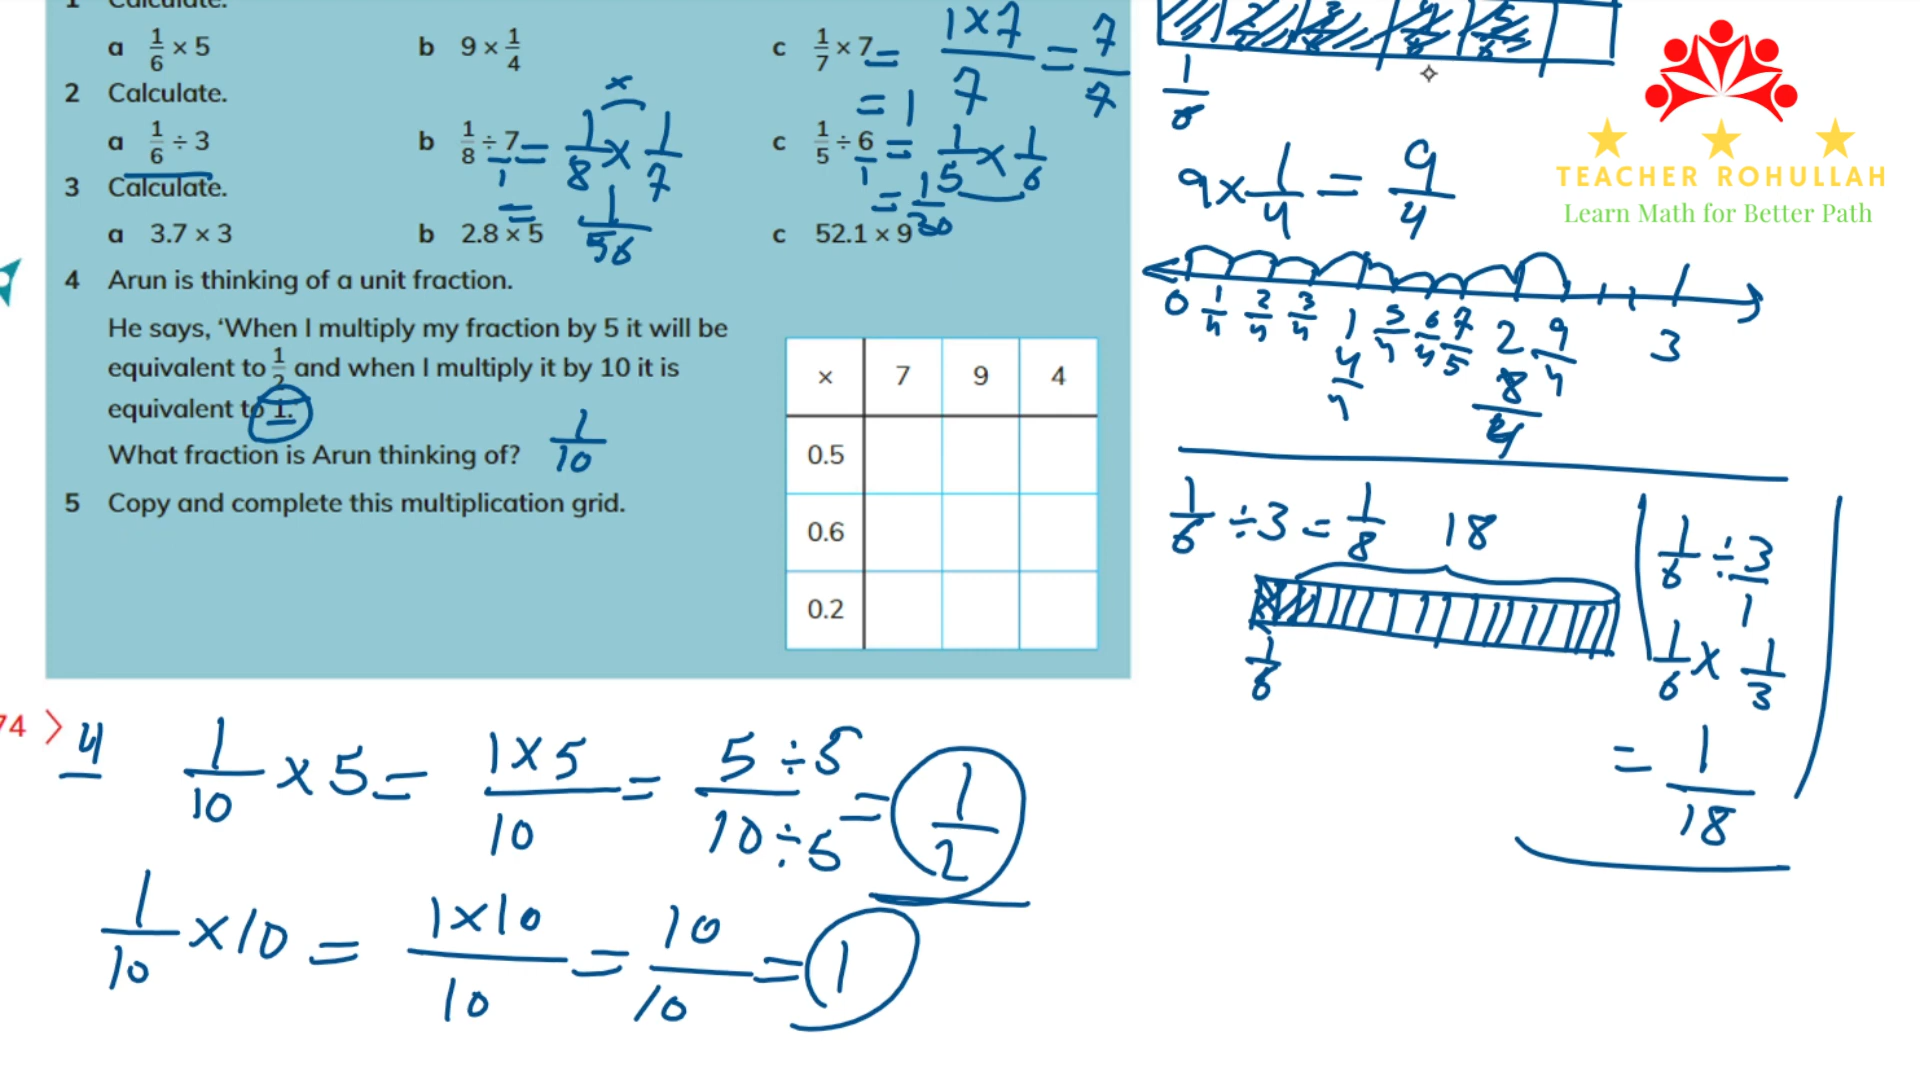 1 Calculate.
a 1/6 × 5 b 9 × 1/4 c 1/7 × 7 = 1×7/7 = 7/7
= 1
2 Calculate.
a 1/6 ÷ 3 b 1/8 ÷ 7/1 = 1/8 × 1/7 c 1/5 ÷ 6/1 = 1/5 × 1/6
= 1/56 = 1/30
3 Calculate.
a 3.7 × 3 b 2.8 × 5 c 52.1 × 9
4 Arun is thinking of a unit fraction.
He says, ‘When I multiply my fraction by 5 it will be
equivalent to 1/2 and when I multiply it by 10 it is
equivalent to 1.
What fraction is Arun thinking of? 1/10
5 Copy and complete this multiplication grid.
× 7 9 4
0.5
0.6
0.2
74 >
4 1/10 × 5 = 1×5/10 = 5÷5/10÷5 = 1/2
1/10 × 10 = 1×10/10 = 10/10 = 1
1/6
9 × 1/4 = 9/4
0 1/4 2/4 3/4 1 5/4 6/4 7/5 2 9/4 3
4/4 8/4
1/6 ÷ 3 = 1/8 18
1/6
1/6 ÷ 3/1
1/6 × 1/3
= 1/18
TEACHER ROHULLAH
Learn Math for Better Path